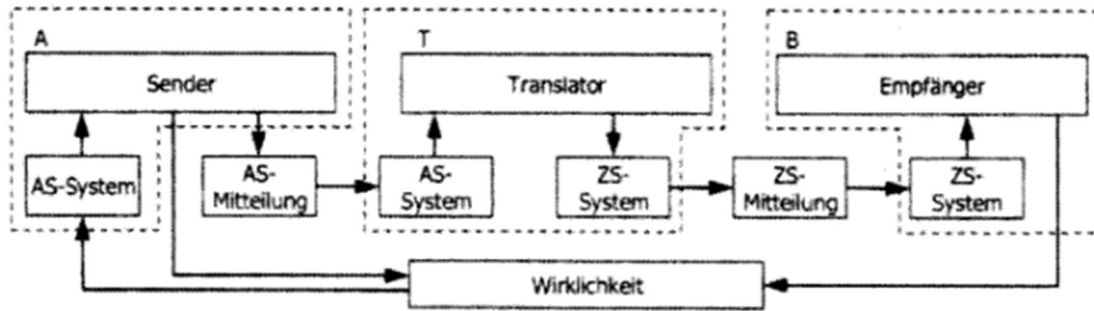 A
T
B
Sender
Translator
Empfänger
AS-System
AS-
Mitteilung
AS-
System
ZS-
System
ZS-
Mitteilung
ZS-
System
Wirklichkeit